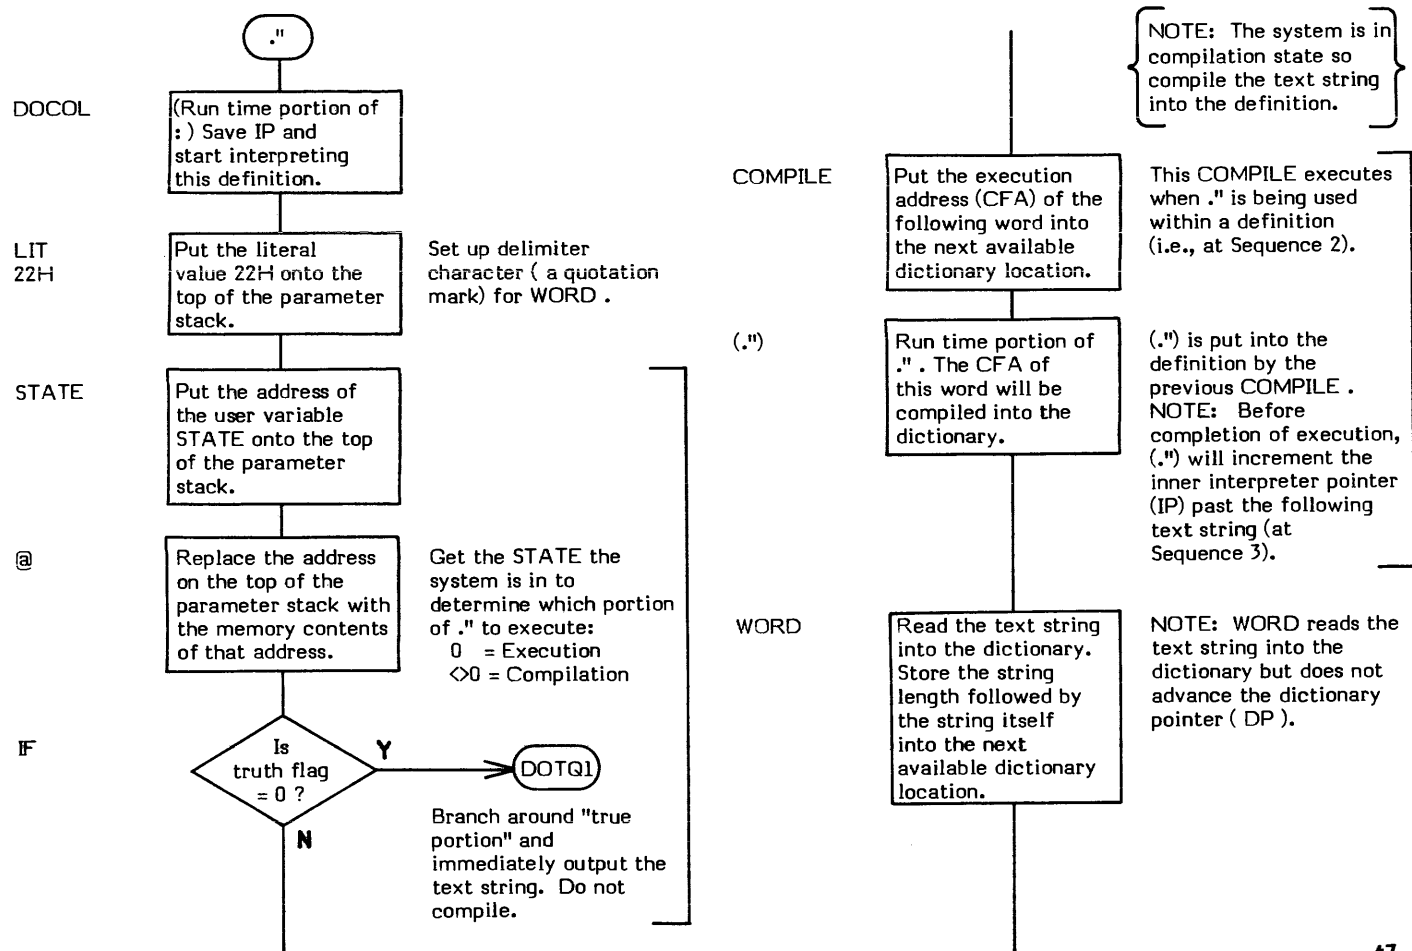 ."
DOCOL
(Run time portion of
: ) Save IP and
start interpreting
this definition.
LIT
22H
Put the literal
value 22H onto the
top of the parameter
stack.
Set up delimiter
character ( a quotation
mark) for WORD .
STATE
Put the address of
the user variable
STATE onto the top
of the parameter
stack.
@
Replace the address
on the top of the
parameter stack with
the memory contents
of that address.
Get the STATE the
system is in to
determine which portion
of ." to execute:
0 = Execution
<>0 = Compilation
IF
Is
truth flag
= 0 ?
Y
DOTQ1
N
Branch around "true
portion" and
immediately output the
text string. Do not
compile.
NOTE: The system is in
compilation state so
compile the text string
into the definition.
COMPILE
Put the execution
address (CFA) of the
following word into
the next available
dictionary location.
This COMPILE executes
when ." is being used
within a definition
(i.e., at Sequence 2).
(.")
Run time portion of
." . The CFA of
this word will be
compiled into the
dictionary.
(.") is put into the
definition by the
previous COMPILE .
NOTE: Before
completion of execution,
(.") will increment the
inner interpreter pointer
(IP) past the following
text string (at
Sequence 3).
WORD
Read the text string
into the dictionary.
Store the string
length followed by
the string itself
into the next
available dictionary
location.
NOTE: WORD reads the
text string into the
dictionary but does not
advance the dictionary
pointer ( DP ).